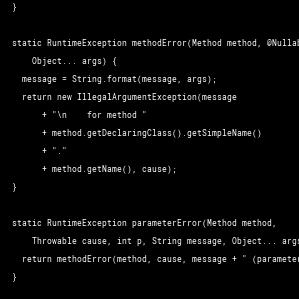 }
static RuntimeException methodError(Method method, @Nullab
Object... args) {
message = String.format(message, args);
return new IllegalArgumentException(message
+ "\n    for method "
+ method.getDeclaringClass().getSimpleName()
+ "."
+ method.getName(), cause);
}
static RuntimeException parameterError(Method method,
Throwable cause, int p, String message, Object... args
return methodError(method, cause, message + " (parameter
}